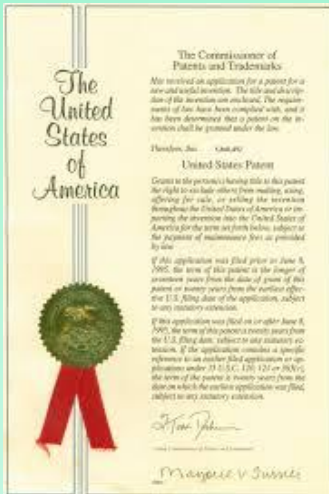 The
United
States
of
America
The Commissioner of
Patents and Trademarks
Has received an application for a patent for a
new and useful invention. The title and descrip-
tion of the invention are enclosed. The require-
ments of law have been complied with, and it
has been determined that a patent on the in-
vention shall be granted under the law.
Therefore, this
United States Patent
Grants to the person(s) having title to this patent
the right to exclude others from making, using,
offering for sale, or selling the invention
throughout the United States of America or im-
porting the invention into the United States of
America for the term set forth below, subject to
the payment of maintenance fees as provided
by law.
If this application was filed prior to June 8,
1995, the term of this patent is the longer of
seventeen years from the date of grant of this
patent or twenty years from the earliest effec-
tive U.S. filing date of the application, subject
to any statutory extension.
If this application was filed on or after June 8,
1995, the term of this patent is twenty years from
the U.S. filing date, subject to any statutory ex-
tension. If the application contains a specific
reference to an earlier filed application or ap-
plications under 35 U.S.C. 120, 121 or 365(c),
the term of the patent is twenty years from the
date on which the earliest application was filed,
subject to any statutory extension.